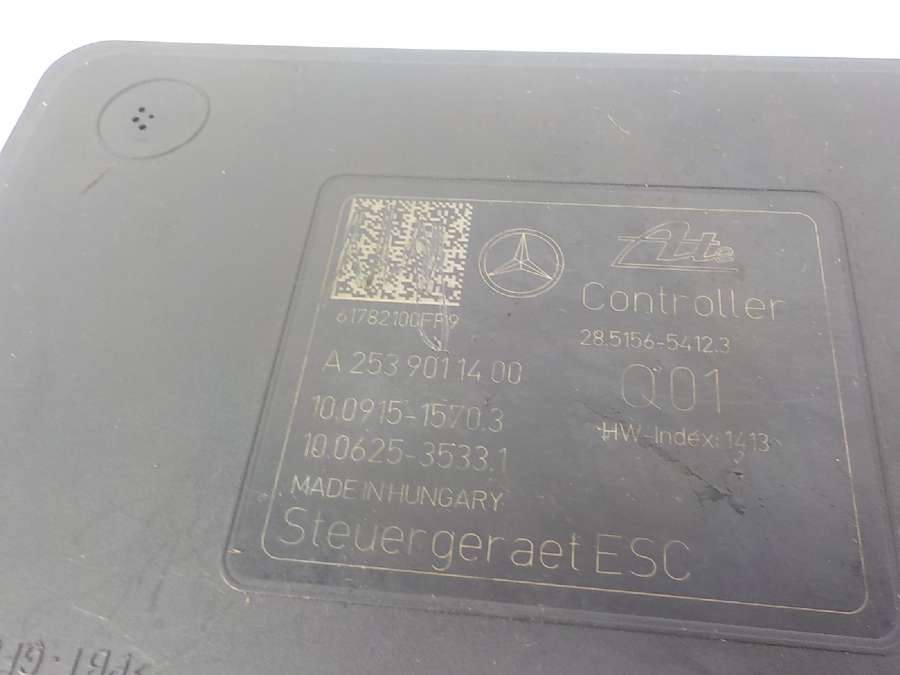 Ate
Controller
61782100FF9
28.5156-5412.3
A 253 901 14 00
Q01
10.0915-1570.3
HW-Index: 1413
10.0625-3533.1
MADE IN HUNGARY
Steuergeraet ESC